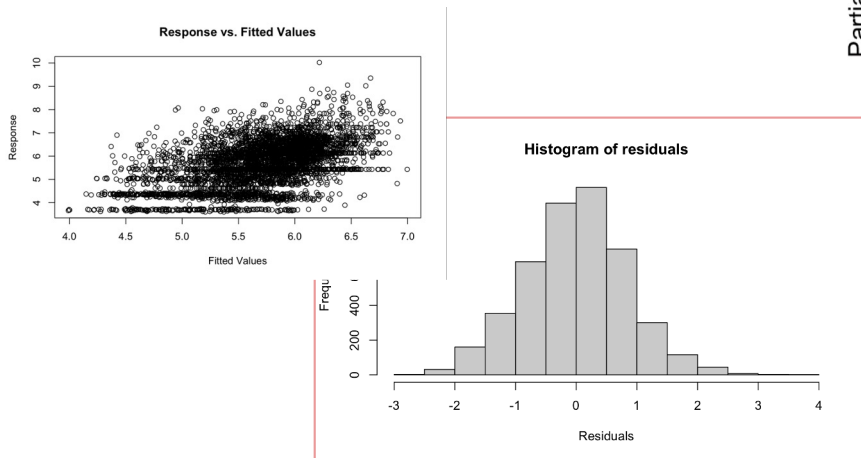 Response vs. Fitted Values
Response
10
9
8
7
6
5
4
4.0 4.5 5.0 5.5 6.0 6.5 7.0
Fitted Values
Histogram of residuals
400
200
0
-3 -2 -1 0 1 2 3 4
Residuals